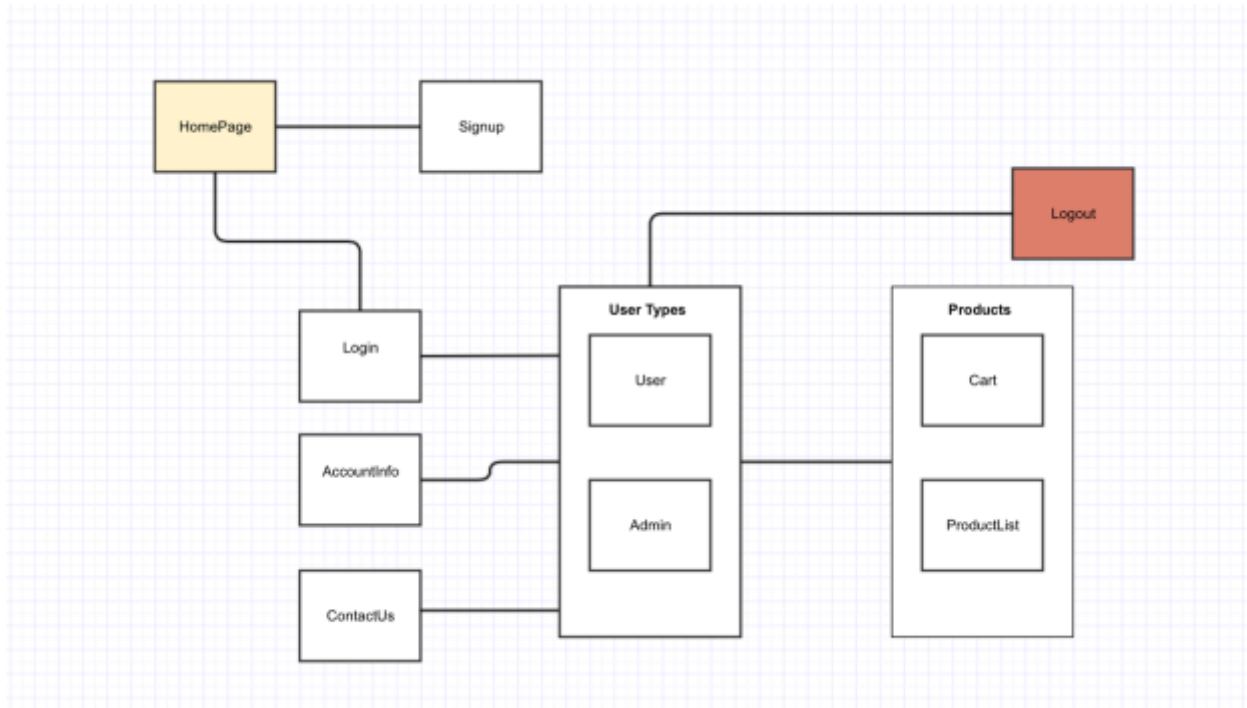 HomePage
Signup
Logout
User Types
Products
Login
User
Cart
AccountInfo
Admin
ProductList
ContactUs